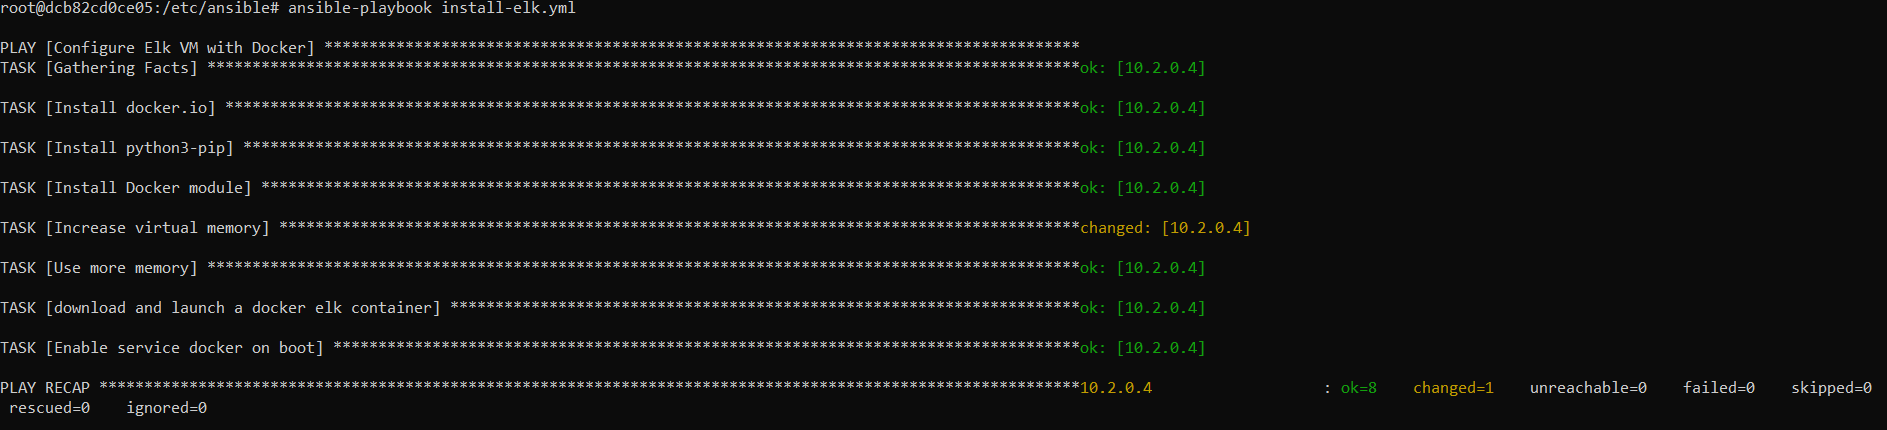 root@dcb82cd0ce05:/etc/ansible# ansible-playbook install-elk.yml
PLAY [Configure Elk VM with Docker] ************************************************************************************
TASK [Gathering Facts] *************************************************************************************************ok: [10.2.0.4]
TASK [Install docker.io] ***********************************************************************************************ok: [10.2.0.4]
TASK [Install python3-pip] *********************************************************************************************ok: [10.2.0.4]
TASK [Install Docker module] *******************************************************************************************ok: [10.2.0.4]
TASK [Increase virtual memory] *****************************************************************************************changed: [10.2.0.4]
TASK [Use more memory] *************************************************************************************************ok: [10.2.0.4]
TASK [download and launch a docker elk container] **********************************************************************ok: [10.2.0.4]
TASK [Enable service docker on boot] ***********************************************************************************ok: [10.2.0.4]
PLAY RECAP *************************************************************************************************************10.2.0.4                   : ok=8    changed=1    unreachable=0    failed=0    skipped=0
 rescued=0    ignored=0